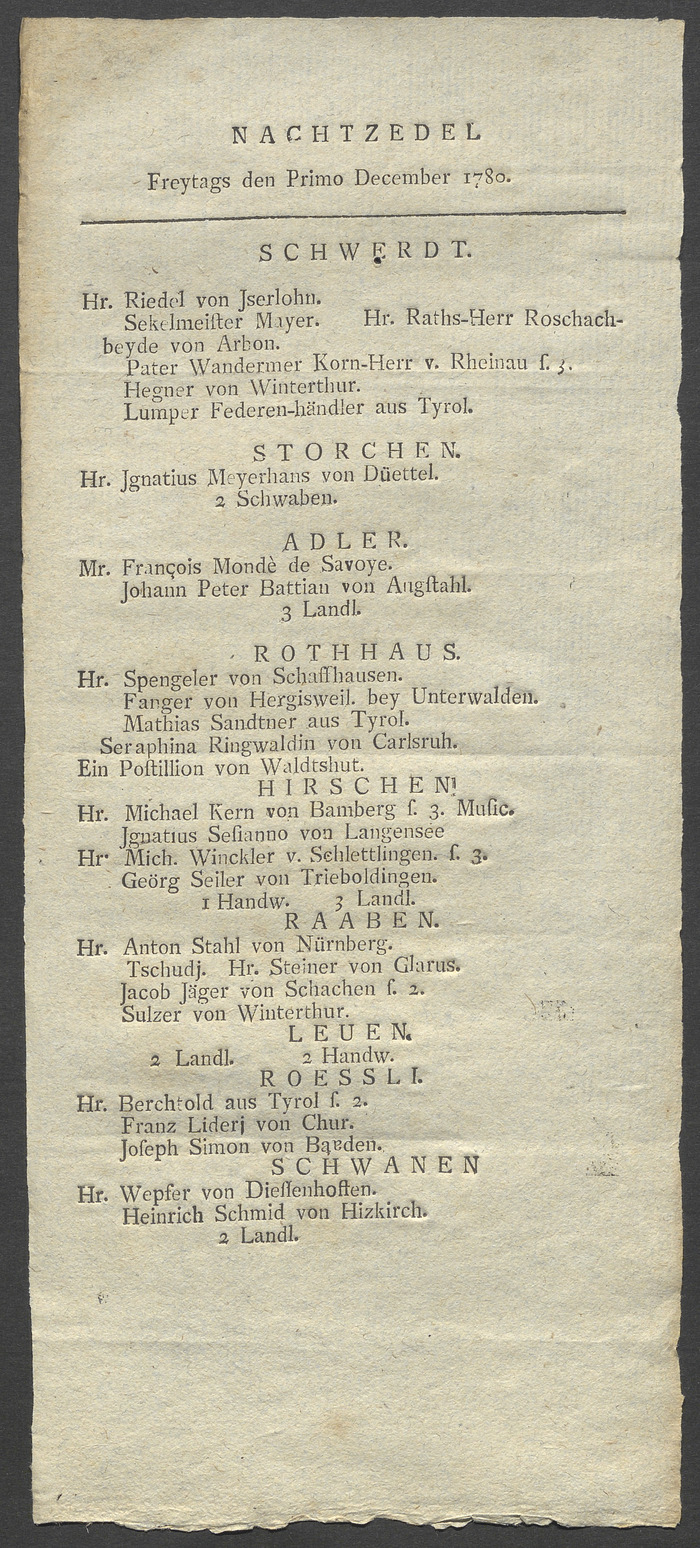 NACHTZEDEL
Freytags den Primo December 1780.
SCHWERDT.
Hr. Riedel von Jserlohn.
Sekelmeiſter Mayer. Hr. Raths-Herr Roschach-
beyde von Arbon.
Pater Wandermer Korn-Herr v. Rheinau ſ. 3.
Hegner von Winterthur.
Lumper Federen-händler aus Tyrol.
STORCHEN.
Hr. Jgnatius Meyerhans von Düettel.
2 Schwaben.
ADLER.
Mr. François Mondè de Savoye.
Johann Peter Battian von Augſtahl.
3 Landl.
ROTHHAUS.
Hr. Spengeler von Schaffhausen.
Fanger von Hergisweil. bey Unterwalden.
Mathias Sandtner aus Tyrol.
Seraphina Ringwaldin von Carlsruh.
Ein Poſtillion von Waldtshut.
HIRSCHEN!
Hr. Michael Kern von Bamberg ſ. 3. Muſic.
Jgnatius Seſianno von Langensee
Hr. Mich. Winckler v. Schlettlingen. ſ. 3.
Geörg Seiler von Trieboldingen.
1 Handw. 3 Landl.
RAABEN.
Hr. Anton Stahl von Nürnberg.
Tschudj. Hr. Steiner von Glarus.
Jacob Jäger von Schachen ſ. 2.
Sulzer von Winterthur.
LEUEN.
2 Landl. 2 Handw.
ROESSLI.
Hr. Berchtold aus Tyrol ſ. 2.
Franz Liderj von Chur.
Joſeph Simon von Baaden.
SCHWANEN
Hr. Wepfer von Dieſſenhoffen.
Heinrich Schmid von Hizkirch.
2 Landl.